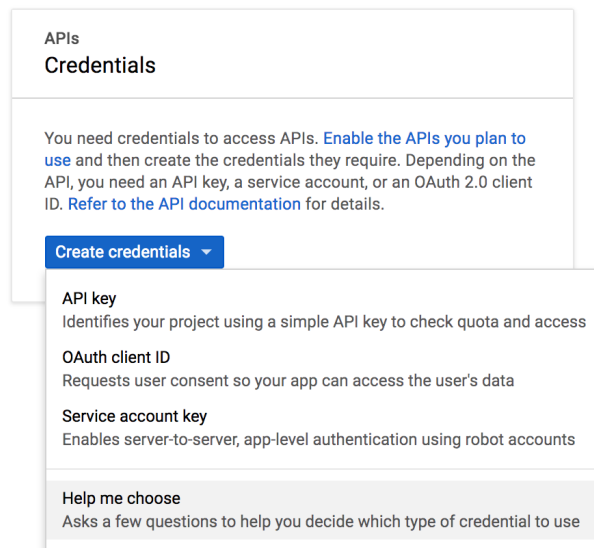 APIs
Credentials
You need credentials to access APIs. Enable the APIs you plan to
use and then create the credentials they require. Depending on the
API, you need an API key, a service account, or an OAuth 2.0 client
ID. Refer to the API documentation for details.
Create credentials
API key
Identifies your project using a simple API key to check quota and access
OAuth client ID
Requests user consent so your app can access the user's data
Service account key
Enables server-to-server, app-level authentication using robot accounts
Help me choose
Asks a few questions to help you decide which type of credential to use